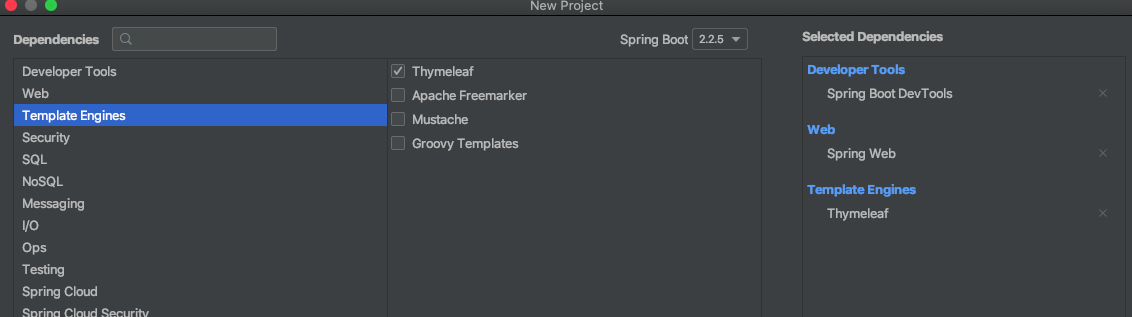 New Project
Dependencies
Spring Boot 2.2.5
Selected Dependencies
Developer Tools
Web
Template Engines
Security
SQL
NoSQL
Messaging
I/O
Ops
Testing
Spring Cloud
Spring Cloud Security
Thymeleaf
Apache Freemarker
Mustache
Groovy Templates
Developer Tools
Spring Boot DevTools
Web
Spring Web
Template Engines
Thymeleaf